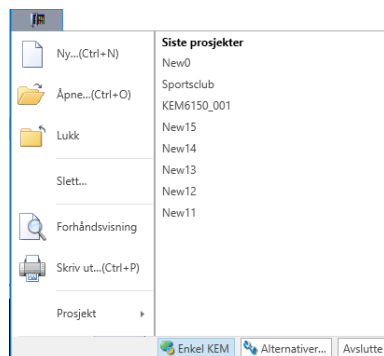 Ny...(Ctrl+N)
Åpne...(Ctrl+O)
Lukk
Slett...
Forhåndsvisning
Skriv ut...(Ctrl+P)
Prosjekt
Siste prosjekter
New0
Sportsclub
KEM6150_001
New15
New14
New13
New12
New11
Enkel KEM
Alternativer...
Avslutte